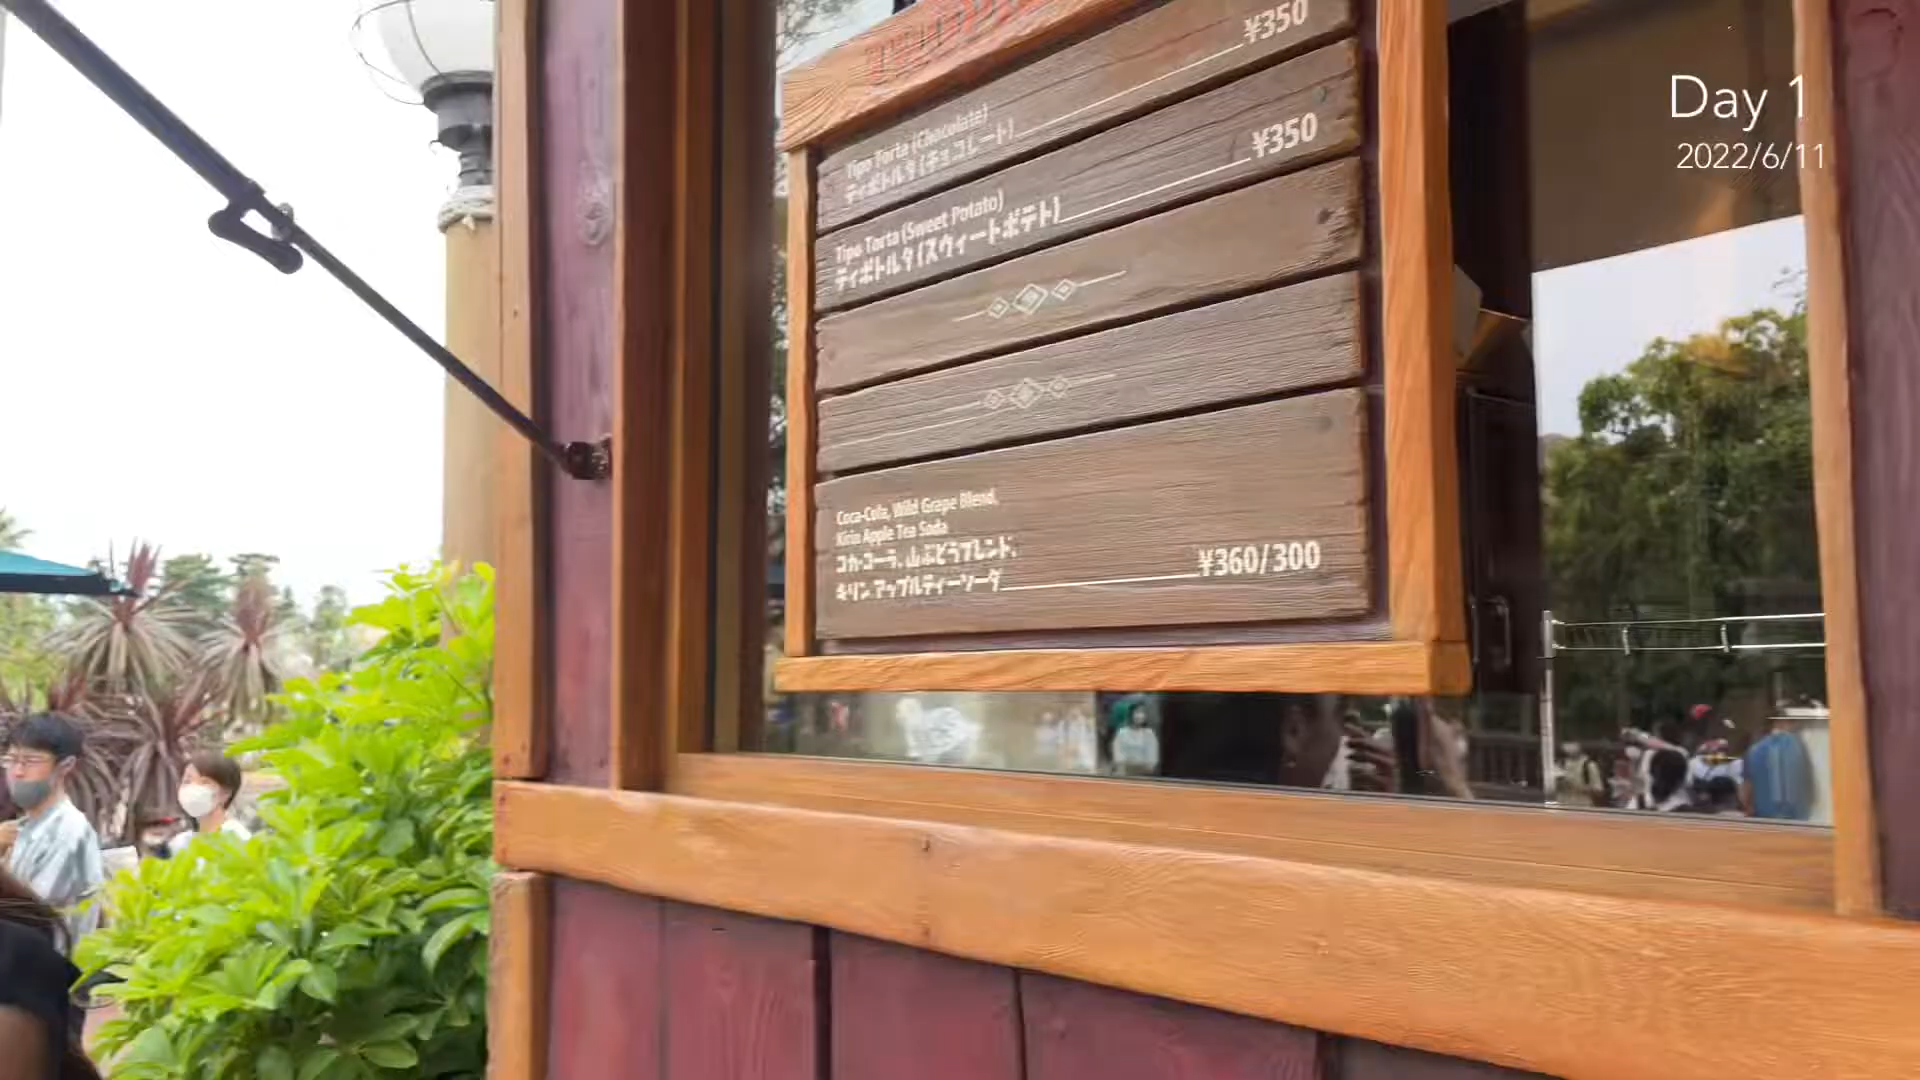 ¥350
Tipo Torta (Chocolate)
ティポトルタ(チョコレート)
¥350
Tipo Torta (Sweet Potato)
ティポトルタ(スウィートポテト)
Coca-Cola, Wild Grape Blend,
Kirin Apple Tea Soda
コカ・コーラ、山ぶどうブレンド、
キリン アップルティーソーダ
¥360/300
Day 1
2022/6/11